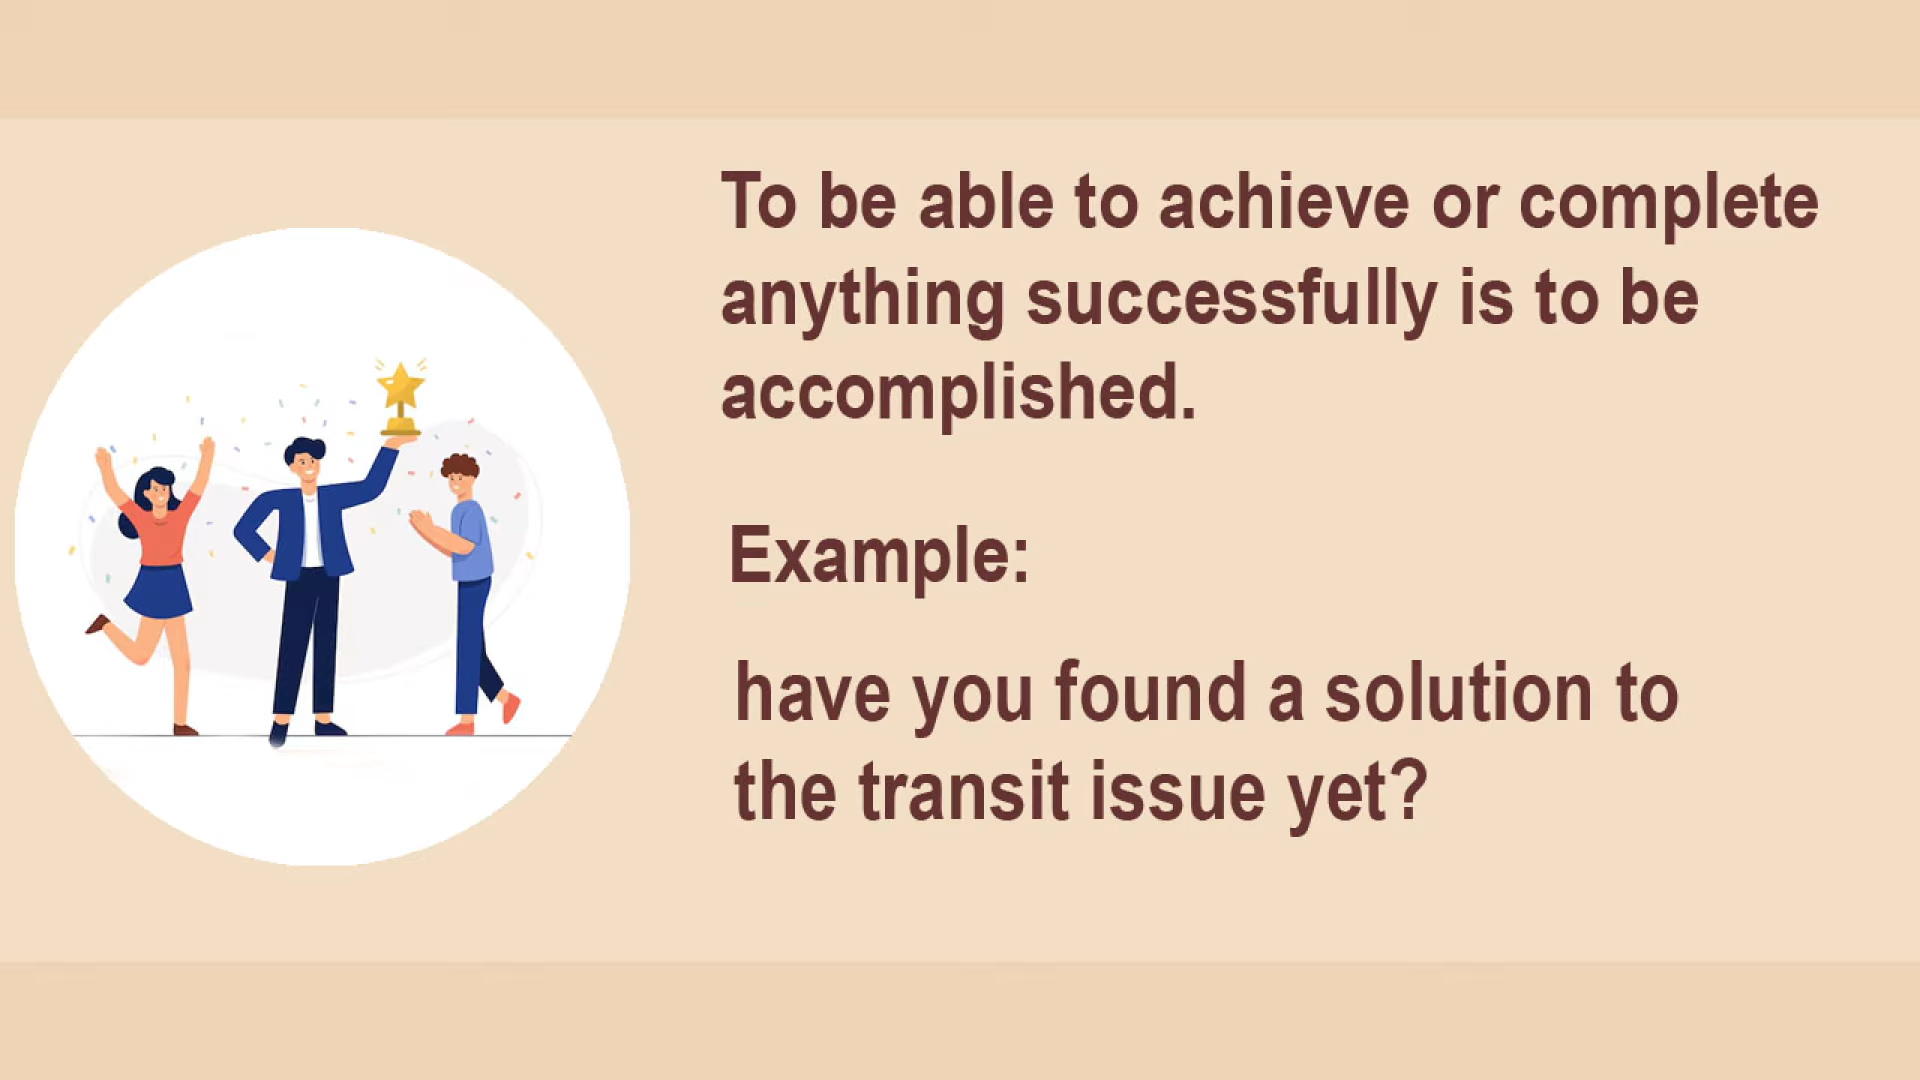 To be able to achieve or complete
anything successfully is to be
accomplished.
Example:
have you found a solution to
the transit issue yet?